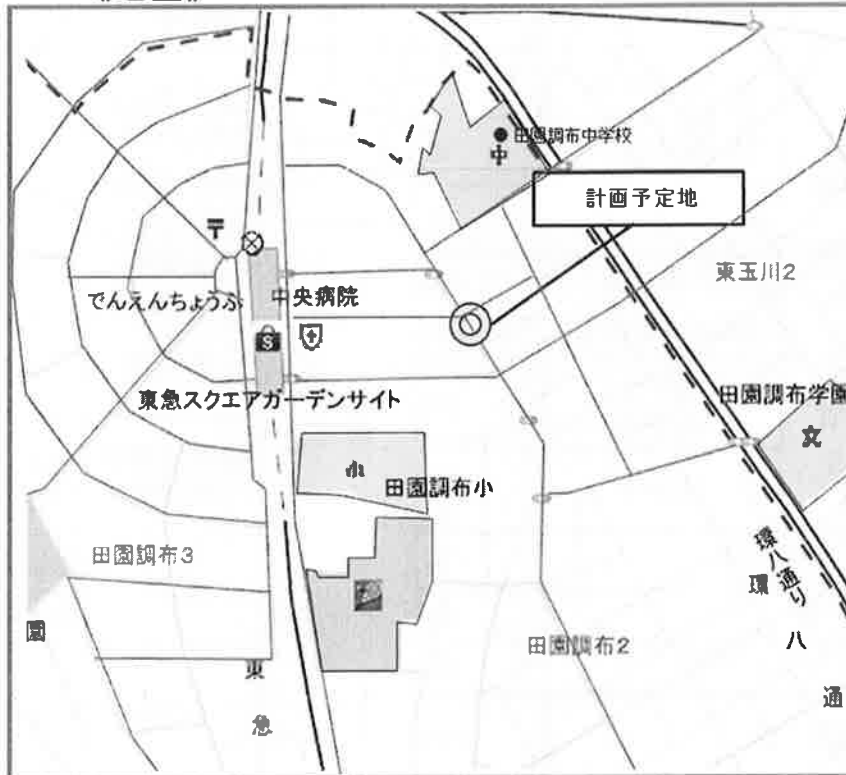 田園調布中学校
中
計画予定地
〒
東玉川2
でんえんちょうふ
中央病院
S
東急スクエアガーデンサイト
田園調布学園
文
小
田園調布小
田園調布3
環八通り
環
八
通
園
田園調布2
東
急